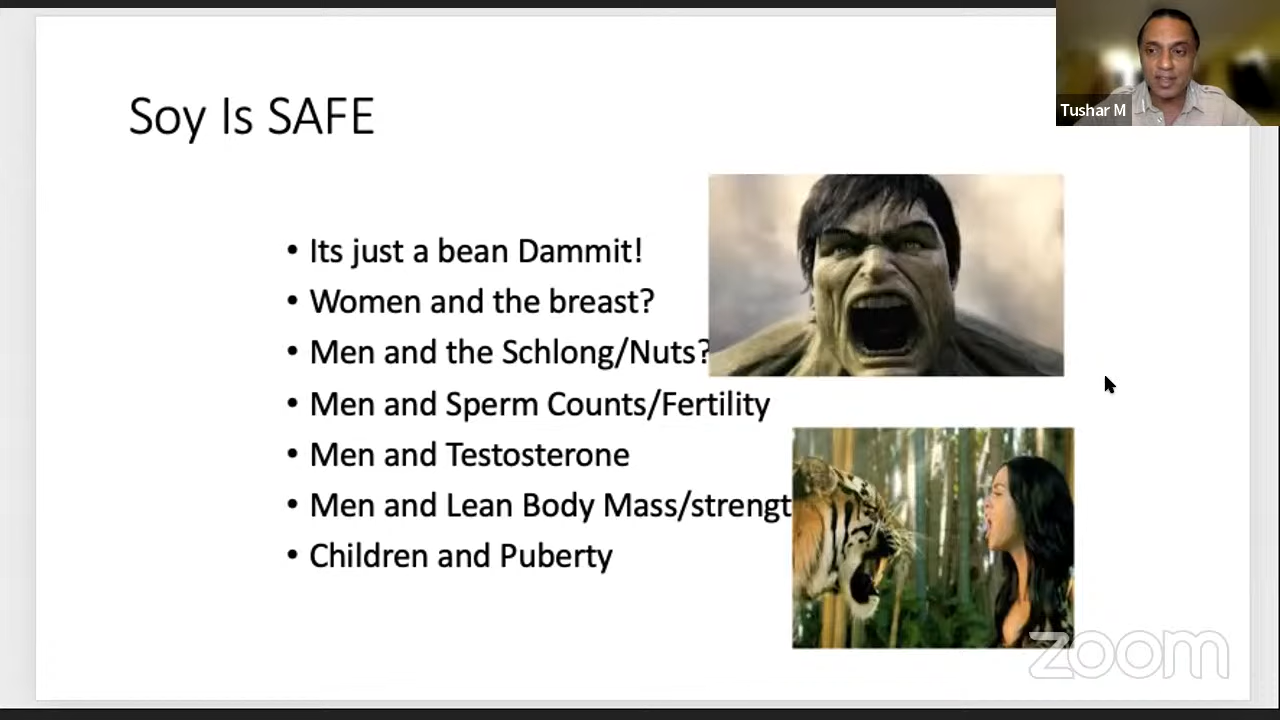 Tushar M
Soy Is SAFE
• Its just a bean Dammit!
• Women and the breast?
• Men and the Schlong/Nuts?
• Men and Sperm Counts/Fertility
• Men and Testosterone
• Men and Lean Body Mass/strengt
• Children and Puberty
zoom